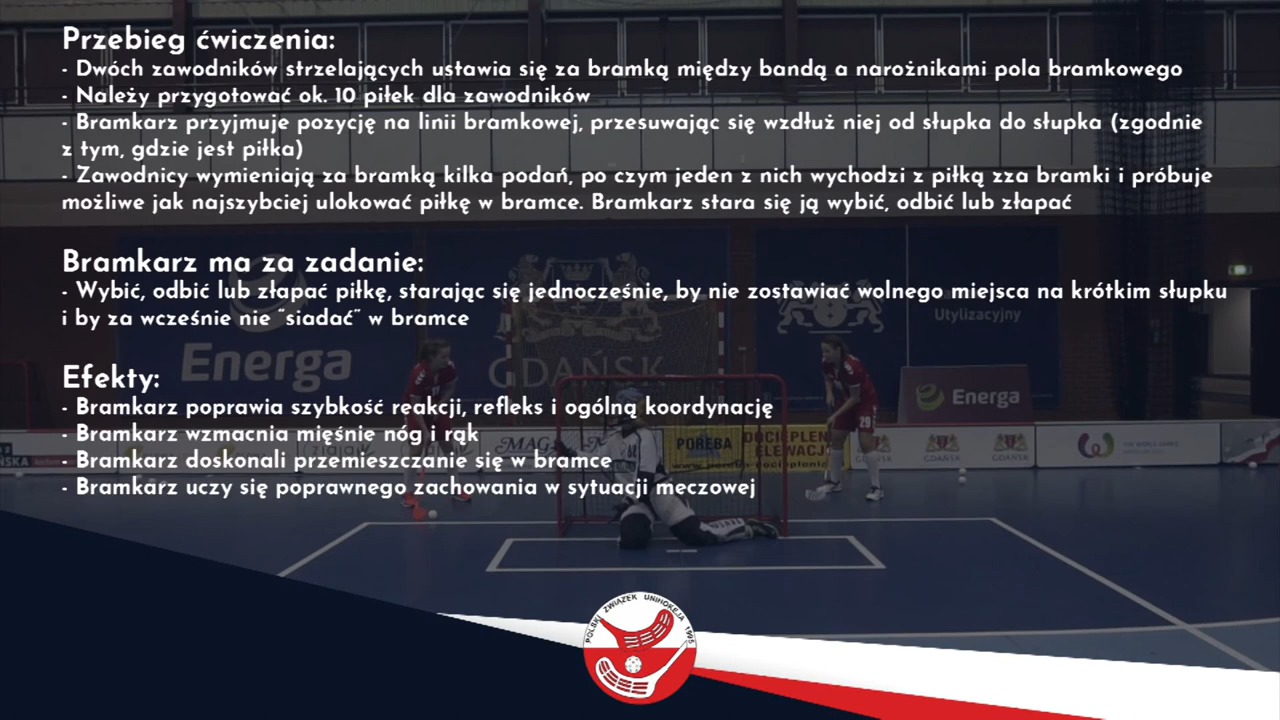 Przebieg ćwiczenia:
- Dwóch zawodników strzelających ustawia się za bramką między bandą a narożnikami pola bramkowego
- Należy przygotować ok. 10 piłek dla zawodników
- Bramkarz przyjmuje pozycję na linii bramkowej, przesuwając się wzdłuż niej od słupka do słupka (zgodnie
z tym, gdzie jest piłka)
- Zawodnicy wymieniają za bramką kilka podań, po czym jeden z nich wychodzi z piłką zza bramki i próbuje
możliwe jak najszybciej ulokować piłkę w bramce. Bramkarz stara się ją wybić, odbić lub złapać
Bramkarz ma za zadanie:
- Wybić, odbić lub złapać piłkę, starając się jednocześnie, by nie zostawiać wolnego miejsca na krótkim słupku
i by za wcześnie nie "siadać" w bramce
Utylizacyjny
Energa
GDAŃSK
Efekty:
- Bramkarz poprawia szybkość reakcji, refleks i ogólną koordynację
- Bramkarz wzmacnia mięśnie nóg i rąk
- Bramkarz doskonali przemieszczanie się w bramce
- Bramkarz uczy się poprawnego zachowania w sytuacji meczowej
Energa
POREBA
GDAŃSK GDAŃSK
29
POLSKI ZWIĄZEK UNIHOKEJA 1995